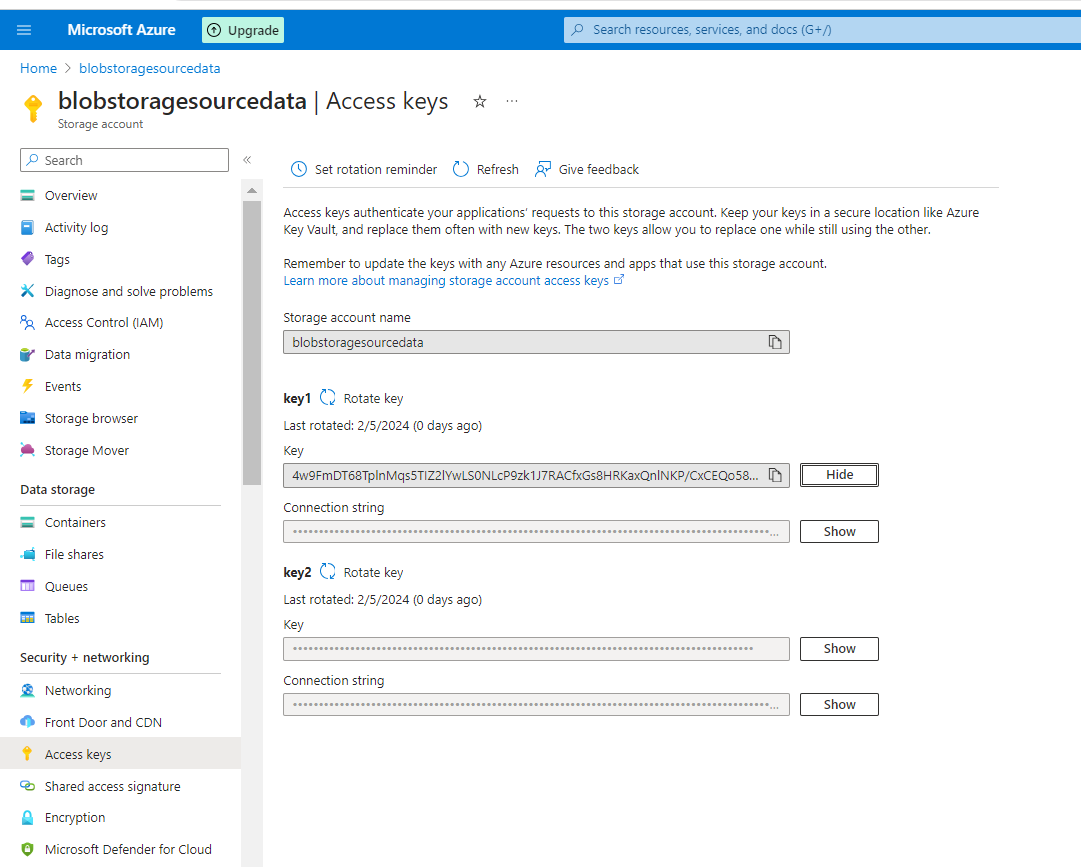 Microsoft Azure
Upgrade
Search resources, services, and docs (G+/)
Home > blobstoragesourcedata
blobstoragesourcedata | Access keys
Storage account
Search
Overview
Activity log
Tags
Diagnose and solve problems
Access Control (IAM)
Data migration
Events
Storage browser
Storage Mover
Data storage
Containers
File shares
Queues
Tables
Security + networking
Networking
Front Door and CDN
Access keys
Shared access signature
Encryption
Microsoft Defender for Cloud
Set rotation reminder
Refresh
Give feedback
Access keys authenticate your applications' requests to this storage account. Keep your keys in a secure location like Azure
Key Vault, and replace them often with new keys. The two keys allow you to replace one while still using the other.
Remember to update the keys with any Azure resources and apps that use this storage account.
Learn more about managing storage account access keys
Storage account name
blobstoragesourcedata
key1
Rotate key
Last rotated: 2/5/2024 (0 days ago)
Key
Hide
Connection string
Show
key2
Rotate key
Last rotated: 2/5/2024 (0 days ago)
Key
Show
Connection string
Show